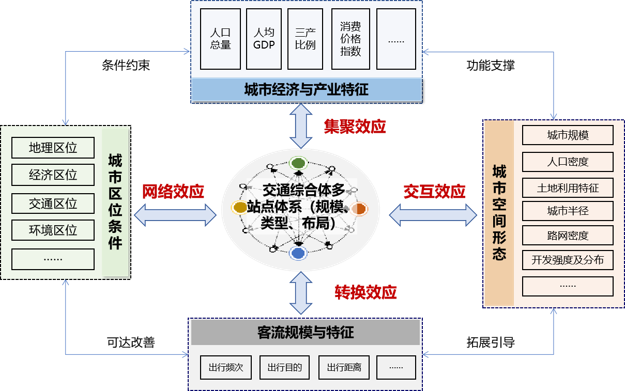 人口
总量
人均
GDP
三产
比例
消费
价格
指数
……
城市经济与产业特征
条件约束
功能支撑
集聚效应
地理区位
经济区位
交通区位
环境区位
……
城市区位条件
网络效应
交通综合体多
站点体系（规模、
类型、布局）
交互效应
城市空间形态
城市规模
人口密度
土地利用特征
城市半径
路网密度
开发强度及分布
……
转换效应
可达改善
拓展引导
客流规模与特征
出行频次
出行目的
出行距离
……